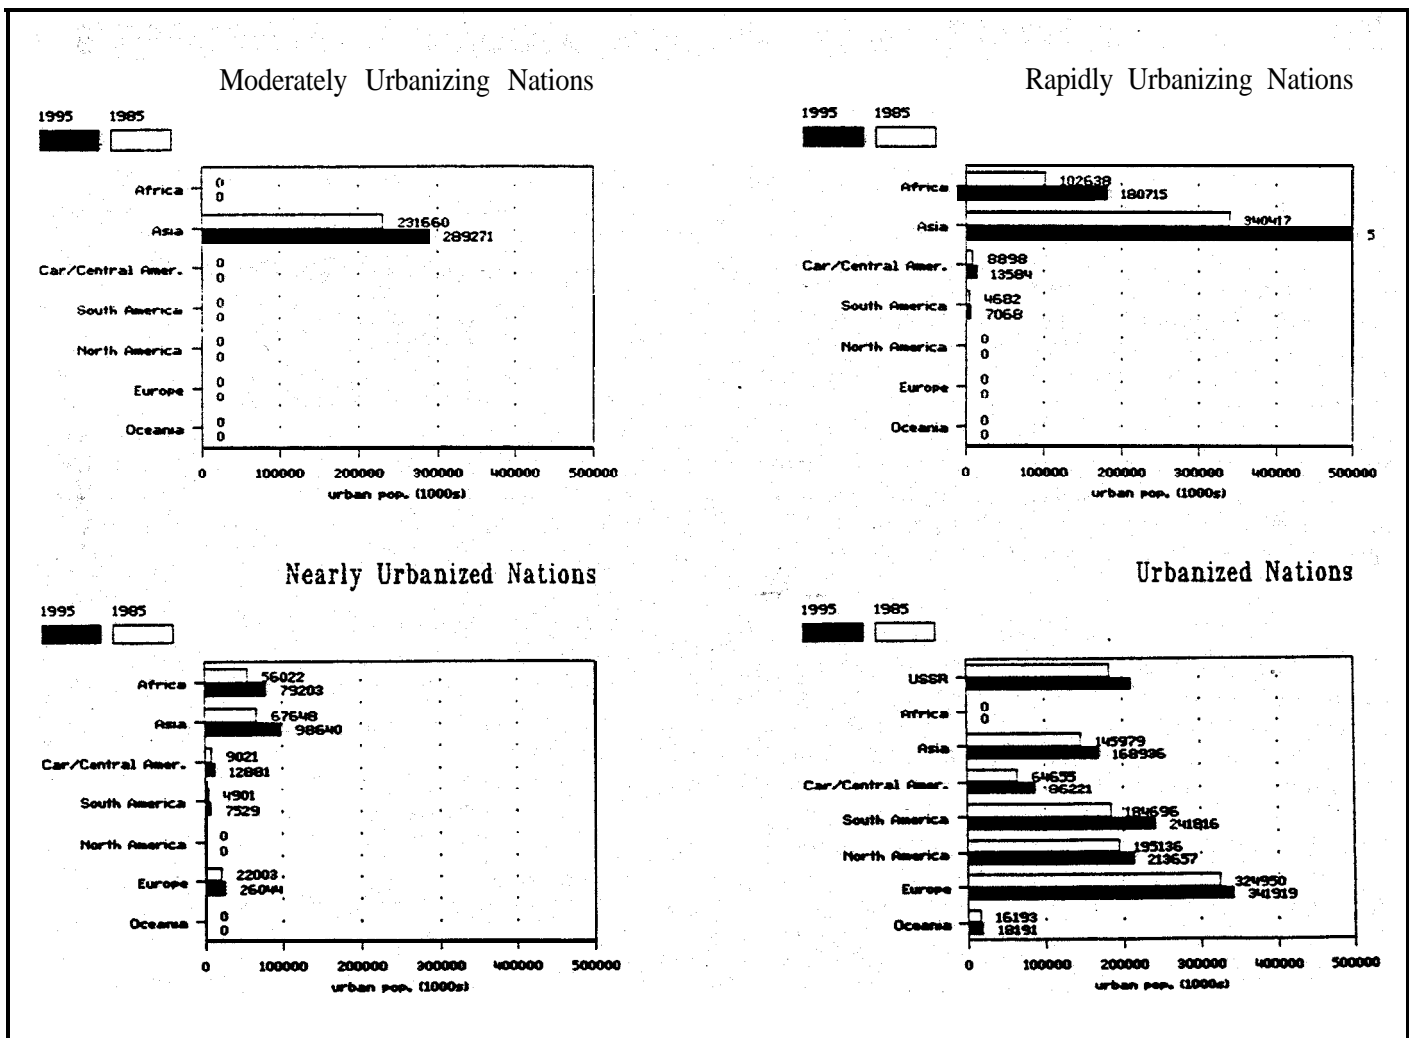 Moderately Urbanizing Nations
1995 1985
Africa 0
0
Asia 231660
289271
Car/Central Amer. 0
0
South America 0
0
North America 0
0
Europe 0
0
Oceania 0
0
0 100000 200000 300000 400000 500000
urban pop. (1000s)
Rapidly Urbanizing Nations
1995 1985
Africa 102638
180715
Asia 340417
5
Car/Central Amer. 8898
13584
South America 4682
7068
North America 0
0
Europe 0
0
Oceania 0
0
0 100000 200000 300000 400000 500000
urban pop. (1000s)
Nearly Urbanized Nations
1995 1985
Africa 56022
79203
Asia 67648
98640
Car/Central Amer. 9021
12881
South America 4901
7529
North America 0
0
Europe 22003
26044
Oceania 0
0
0 100000 200000 300000 400000 500000
urban pop. (1000s)
Urbanized Nations
1995 1985
USSR
Africa 0
0
Asia 145979
168936
Car/Central Amer. 64655
86221
South America 184696
241816
North America 195136
213657
Europe 324950
341919
Oceania 16193
18191
0 100000 200000 300000 400000 500000
urban pop. (1000s)